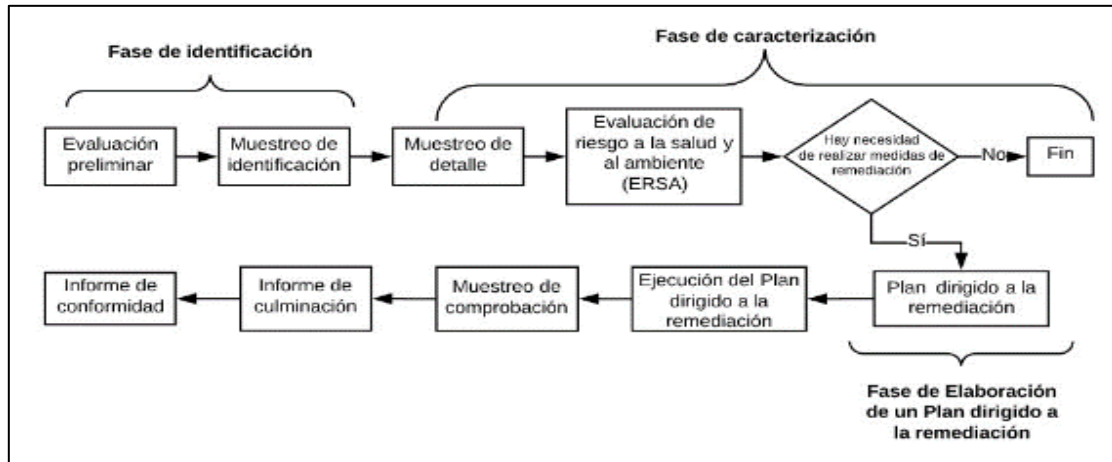 Fase de identificación
Fase de caracterización
Evaluación
preliminar
Muestreo de
identificación
Muestreo de
detalle
Evaluación de
riesgo a la salud y
al ambiente
(ERSA)
Hay necesidad
de realizar medidas de
remediación
No
Fin
Sí
Informe de
conformidad
Informe de
culminación
Muestreo de
comprobación
Ejecución del Plan
dirigido a la
remediación
Plan dirigido a la
remediación
Fase de Elaboración
de un Plan dirigido a
la remediación